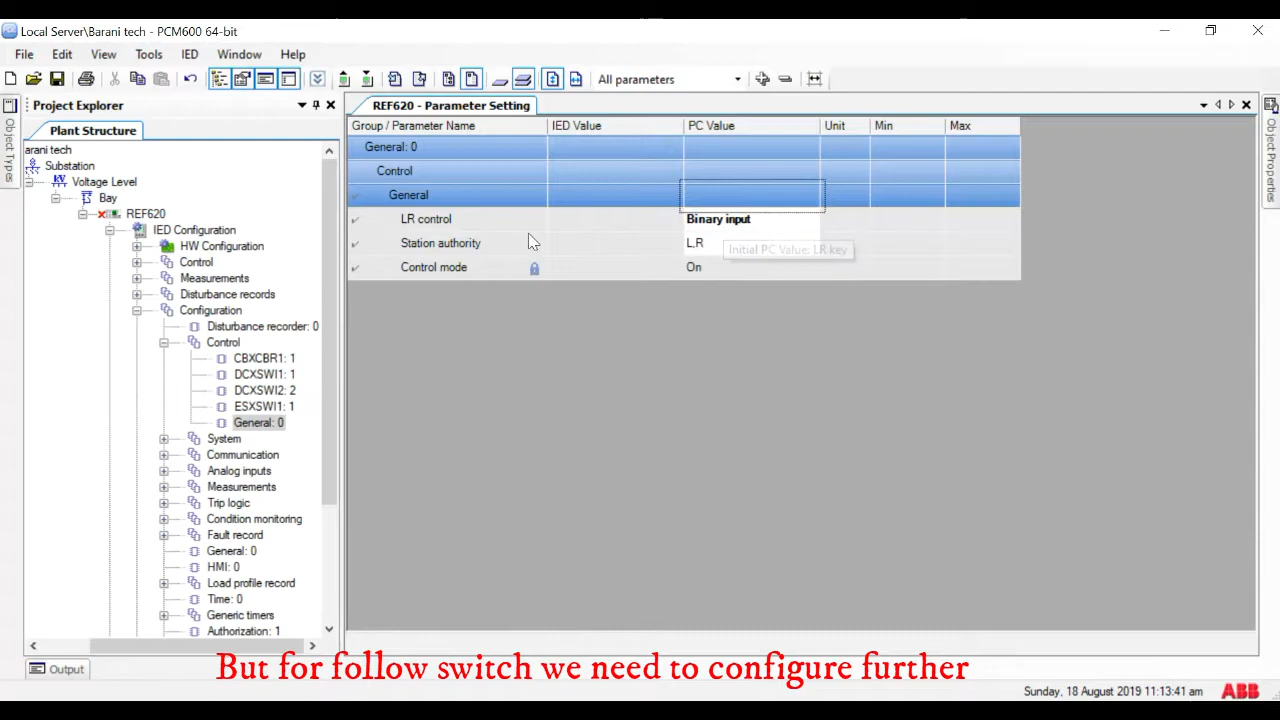 Local Server\Barani tech - PCM600 64-bit
File Edit View Tools IED Window Help
All parameters
Project Explorer
REF620 - Parameter Setting
Object Types
Object Properties
Plant Structure
Group / Parameter Name IED Value PC Value Unit Min Max
arani tech
General: 0
Substation
Control
Voltage Level
General
Bay
REF620
LR control Binary input
IED Configuration
Station authority L,R Initial PC Value: LR key
HW Configuration
Control
Control mode On
Measurements
Disturbance records
Configuration
Disturbance recorder: 0
Control
CBXCBR1: 1
DCXSWI1: 1
DCXSWI2: 2
ESXSWI1: 1
General: 0
System
Communication
Analog inputs
Measurements
Trip logic
Condition monitoring
Fault record
General: 0
HMI: 0
Load profile record
Time: 0
Generic timers
Authorization: 1
Output
But for follow switch we need to configure further
Sunday, 18 August 2019 11:13:41 am
ABB